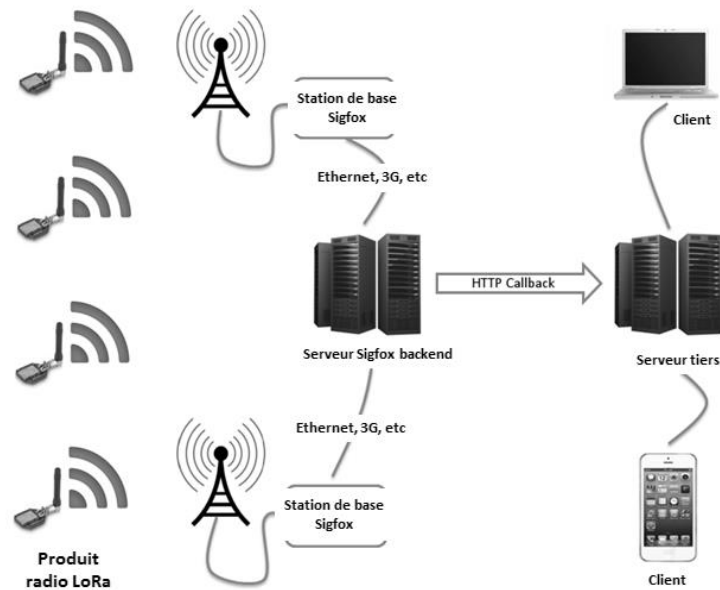 Station de base
Sigfox
Client
Ethernet, 3G, etc
HTTP Callback
Serveur Sigfox backend
Serveur tiers
Ethernet, 3G, etc
Station de base
Sigfox
Produit
radio LoRa
Client